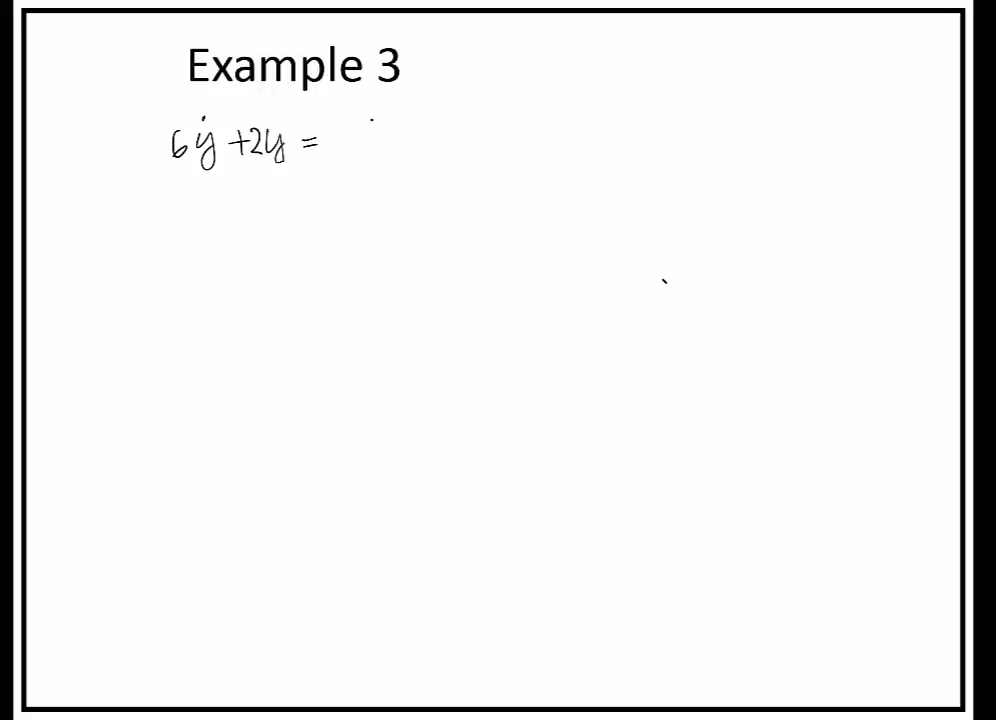 Example 3
6ẏ +2y =